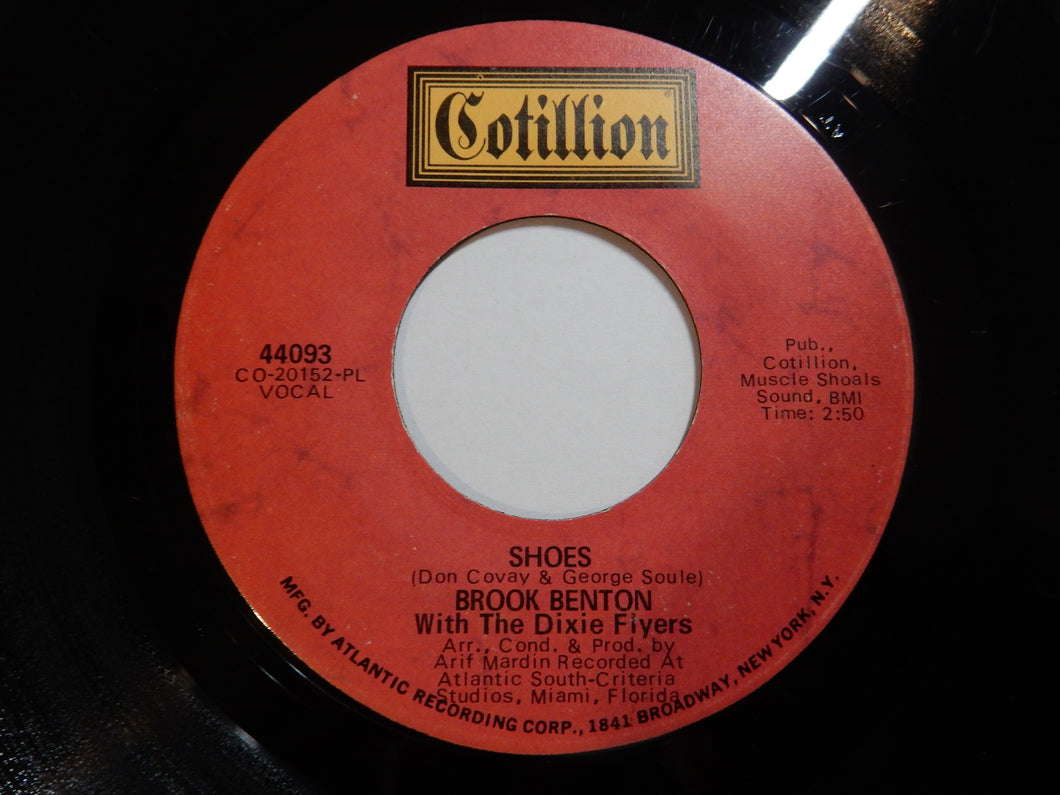 Cotillion®
44093
CO-20152-PL
VOCAL
Pub.,
Cotillion,
Muscle Shoals
Sound, BMI
Time: 2:50
SHOES
(Don Covay & George Soule)
BROOK BENTON
With The Dixie Flyers
Arr., Cond. & Prod. by
Arif Mardin Recorded At
Atlantic South-Criteria
Studios, Miami, Florida
MFG. BY ATLANTIC RECORDING CORP., 1841 BROADWAY, NEW YORK, N.Y.